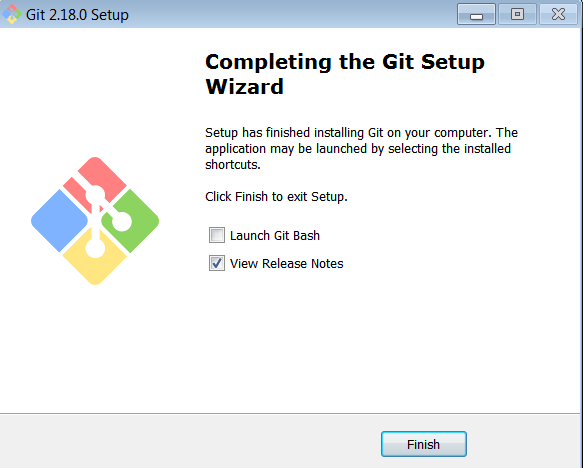 Git 2.18.0 Setup
Completing the Git Setup
Wizard
Setup has finished installing Git on your computer. The
application may be launched by selecting the installed
shortcuts.
Click Finish to exit Setup.
Launch Git Bash
View Release Notes
Finish